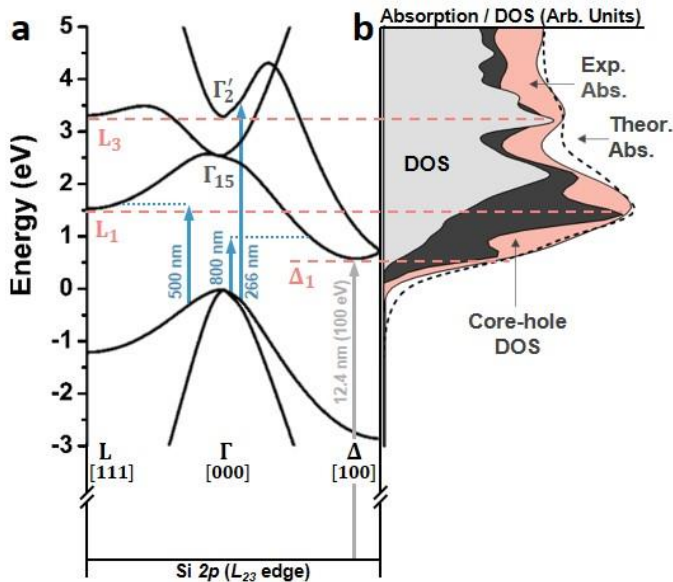 a
b
Absorption / DOS (Arb. Units)
Energy (eV)
5
4
3
2
1
0
-1
-2
-3
Γ₂′
L₃
Γ₁₅
L₁
Δ₁
500 nm
800 nm
266 nm
12.4 nm (100 eV)
Exp.
Abs.
Theor.
Abs.
DOS
Core-hole
DOS
L Γ Δ
[111] [000] [100]
Si 2p (L₂₃ edge)